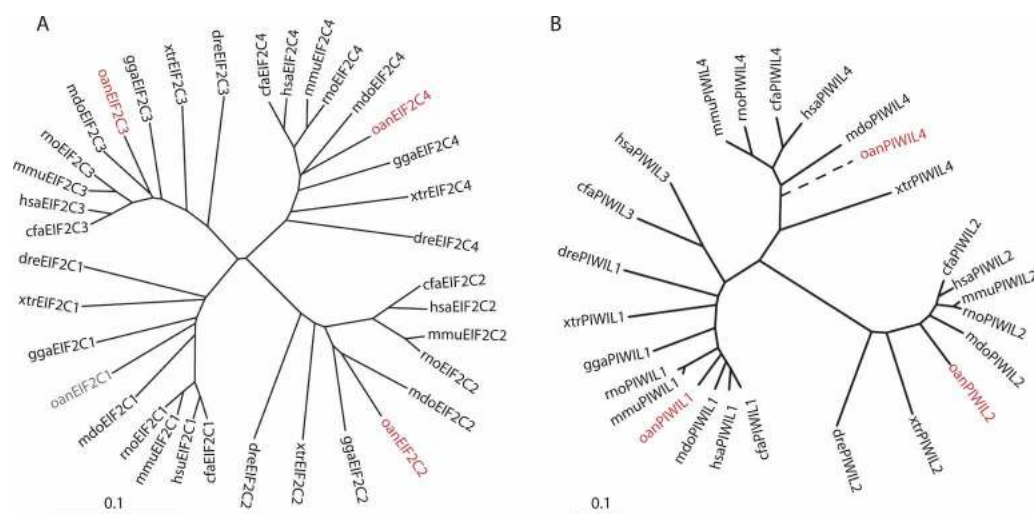 A
dreEIF2C3
xtrEIF2C3
ggaEIF2C3
oanEIF2C3
mdoEIF2C3
rnoEIF2C3
mmuEIF2C3
hsaEIF2C3
cfaEIF2C3
cfaEIF2C4
hsaEIF2C4
mmuEIF2C4
rnoEIF2C4
mdoEIF2C4
oanEIF2C4
ggaEIF2C4
xtrEIF2C4
dreEIF2C4
dreEIF2C1
xtrEIF2C1
ggaEIF2C1
oanEIF2C1
mdoEIF2C1
rnoEIF2C1
mmuEIF2C1
hsuEIF2C1
cfaEIF2C1
cfaEIF2C2
hsaEIF2C2
mmuEIF2C2
rnoEIF2C2
mdoEIF2C2
oanEIF2C2
ggaEIF2C2
xtrEIF2C2
dreEIF2C2
0.1
B
mmuPIWIL4
rnoPIWIL4
cfaPIWIL4
hsaPIWIL4
mdoPIWIL4
oanPIWIL4
xtrPIWIL4
hsaPIWIL3
cfaPIWIL3
drePIWIL1
xtrPIWIL1
ggaPIWIL1
rnoPIWIL1
mmuPIWIL1
oanPIWIL1
mdoPIWIL1
hsaPIWIL1
cfaPIWIL1
cfaPIWIL2
hsaPIWIL2
mmuPIWIL2
rnoPIWIL2
mdoPIWIL2
oanPIWIL2
xtrPIWIL2
drePIWIL2
0.1